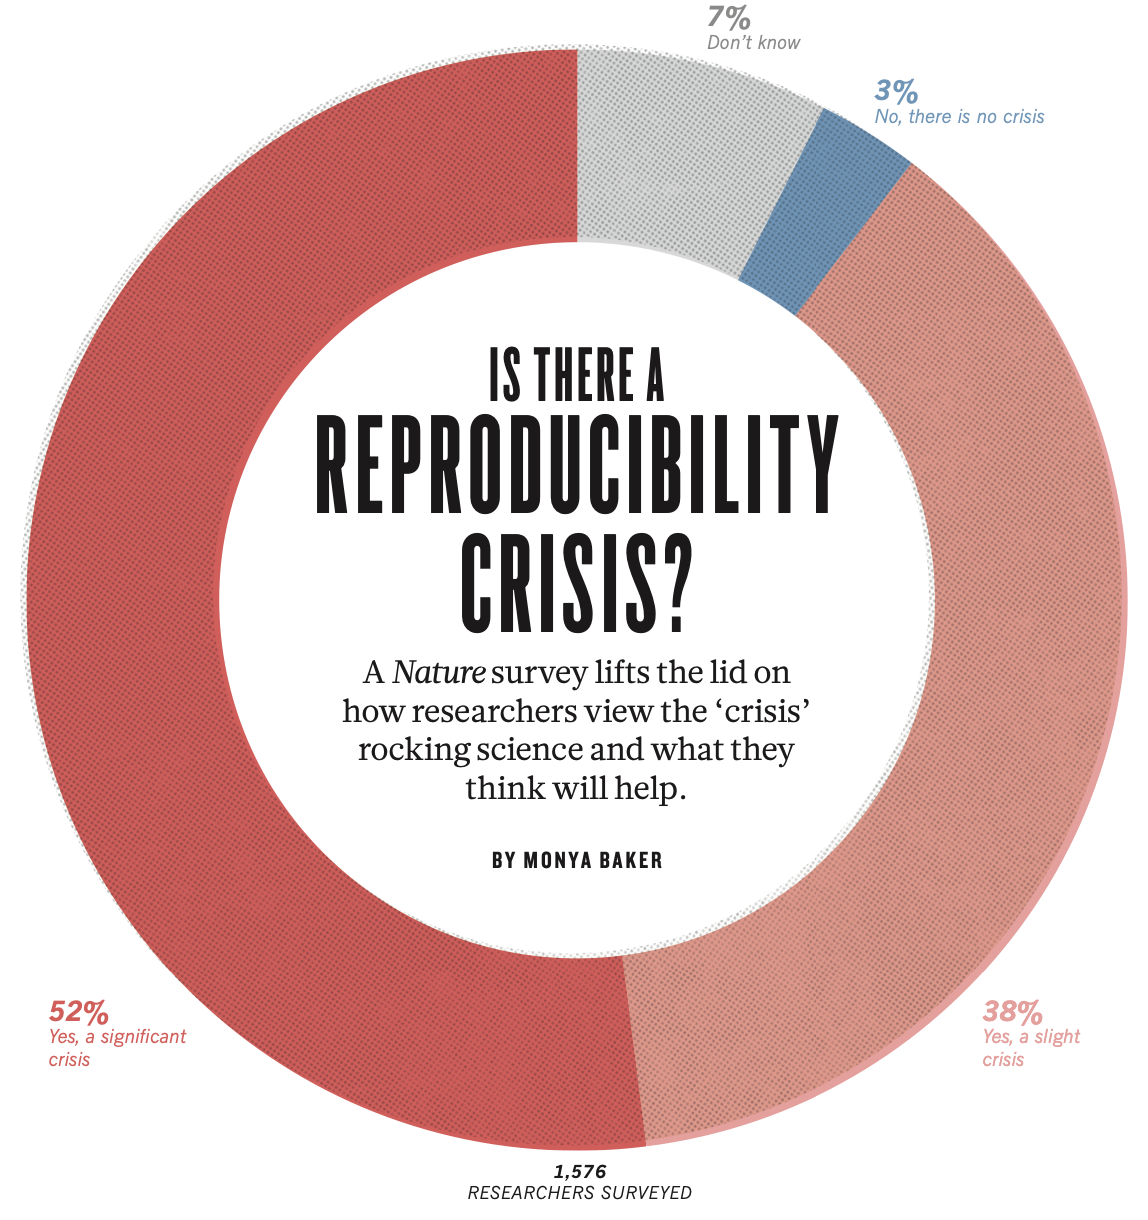 7%
Don’t know
3%
No, there is no crisis
IS THERE A
REPRODUCIBILITY
CRISIS?
A Nature survey lifts the lid on
how researchers view the ‘crisis’
rocking science and what they
think will help.
BY MONYA BAKER
52%
Yes, a significant
crisis
38%
Yes, a slight
crisis
1,576
RESEARCHERS SURVEYED